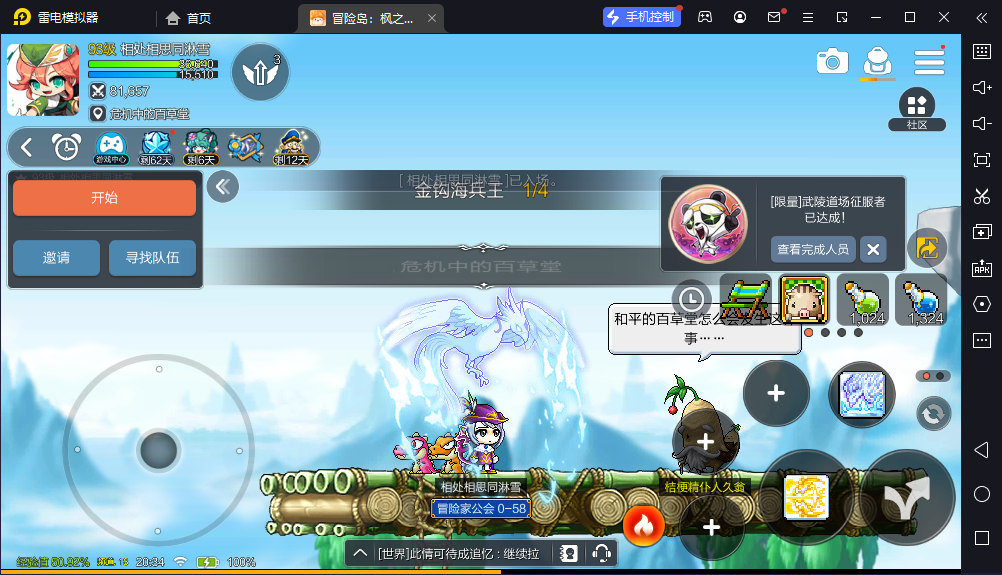 雷电模拟器
首页
冒险岛：枫之...
手机控制
93级 相处相思同淋雪
15,510
81,657
危机中的百草堂
3
社区
游戏中心
剩62天
剩6天
剩12天
开始
邀请
寻找队伍
[ 相处相思同淋雪 ]已入场。
金钩海兵王 1/4
危机中的百草堂
[限量]武陵道场征服者
已达成！
查看完成人员
1,024
1,324
和平的百草堂怎么会发生这
事……
相处相思同淋雪
冒险家公会 0-58
桔梗精仆人久翁
[世界]此情可待成追忆 : 继续拉
经验值 50.92%
20:34
100%
APK